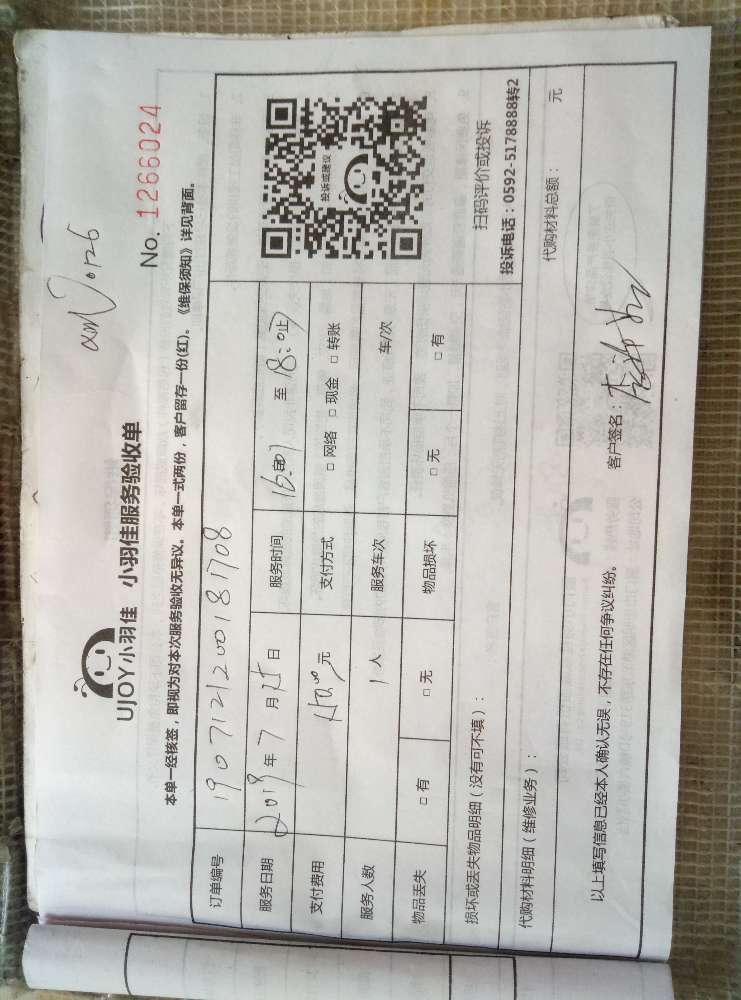 UJOY小羽佳 小羽佳服务验收单
No. 1266024
本单一经核签，即视为对本次服务验收无异议。本单一式两份，客户留存一份(红)。《维保须知》详见背面。
订单编号 1907121200181708
服务日期 2019年7月25日 服务时间 至
支付费用 元 支付方式 □ 网络 □ 现金 □ 转账
服务人数 1人 服务车次 车/次
物品丢失 □ 有 □ 无 物品损坏 □ 无 □ 有
投诉或建议
扫码评价或投诉
投诉电话：0592-5178888转2
损坏或丢失物品明细（没有可不填）：
代购材料明细（维修业务）： 代购材料总额： 元
以上填写信息已经本人确认无误，不存在任何争议纠纷。 客户签名：